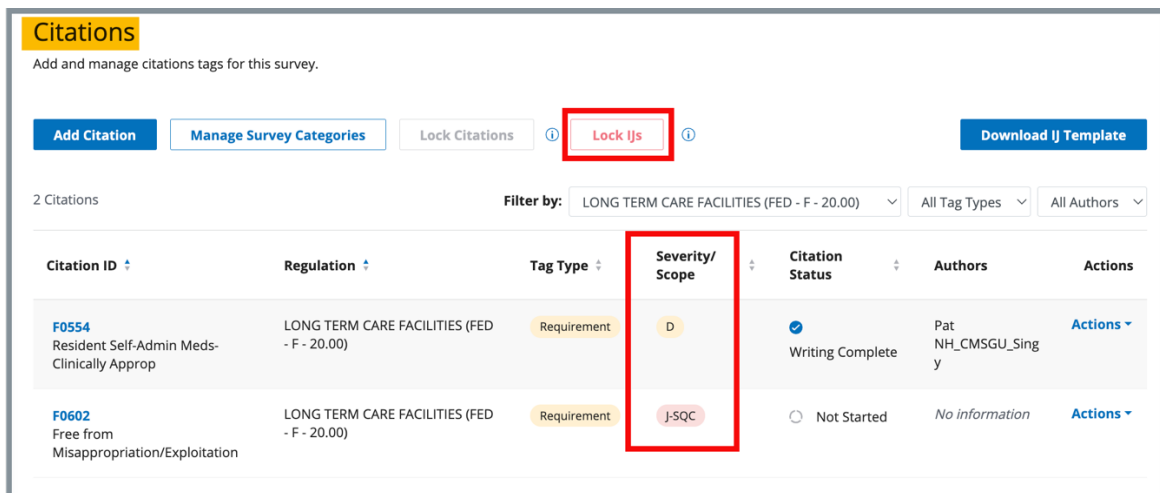 Citations
Add and manage citations tags for this survey.
Add Citation
Manage Survey Categories
Lock Citations
Lock IJs
Download IJ Template
2 Citations
Filter by:
LONG TERM CARE FACILITIES (FED - F - 20.00)
All Tag Types
All Authors
Citation ID
Regulation
Tag Type
Severity/
Scope
Citation
Status
Authors
Actions
F0554
Resident Self-Admin Meds-
Clinically Approp
LONG TERM CARE FACILITIES (FED
- F - 20.00)
Requirement
D
Writing Complete
Pat
NH_CMSGU_Sing
y
Actions
F0602
Free from
Misappropriation/Exploitation
LONG TERM CARE FACILITIES (FED
- F - 20.00)
Requirement
J-SQC
Not Started
No information
Actions